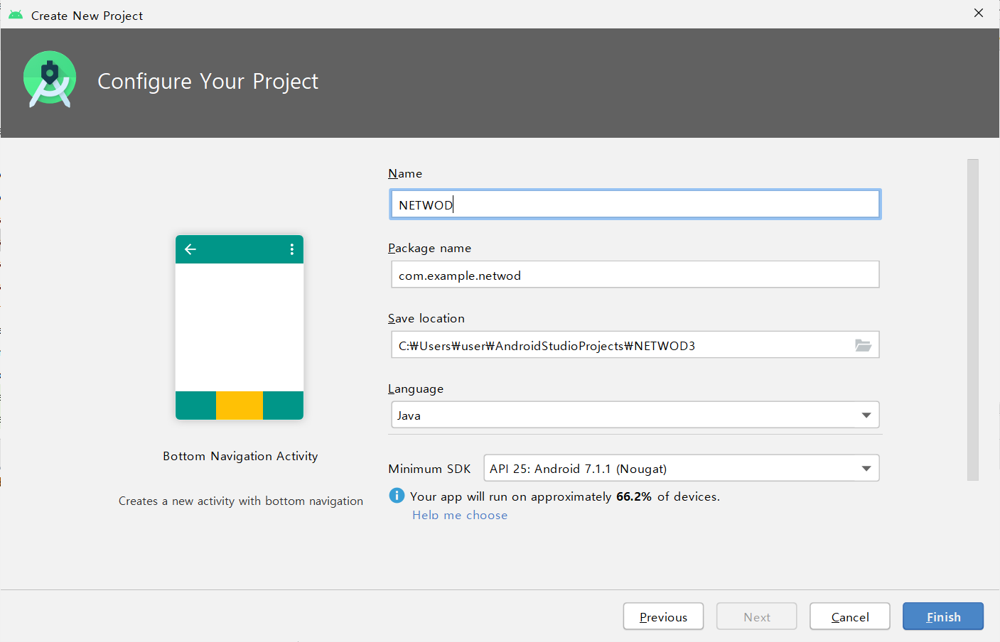 Create New Project
Configure Your Project
Name
NETWOD
Package name
com.example.netwod
Save location
C:₩Users₩user₩AndroidStudioProjects₩NETWOD3
Language
Java
Bottom Navigation Activity
Minimum SDK
API 25: Android 7.1.1 (Nougat)
Your app will run on approximately 66.2% of devices.
Creates a new activity with bottom navigation
Help me choose
Previous
Next
Cancel
Finish